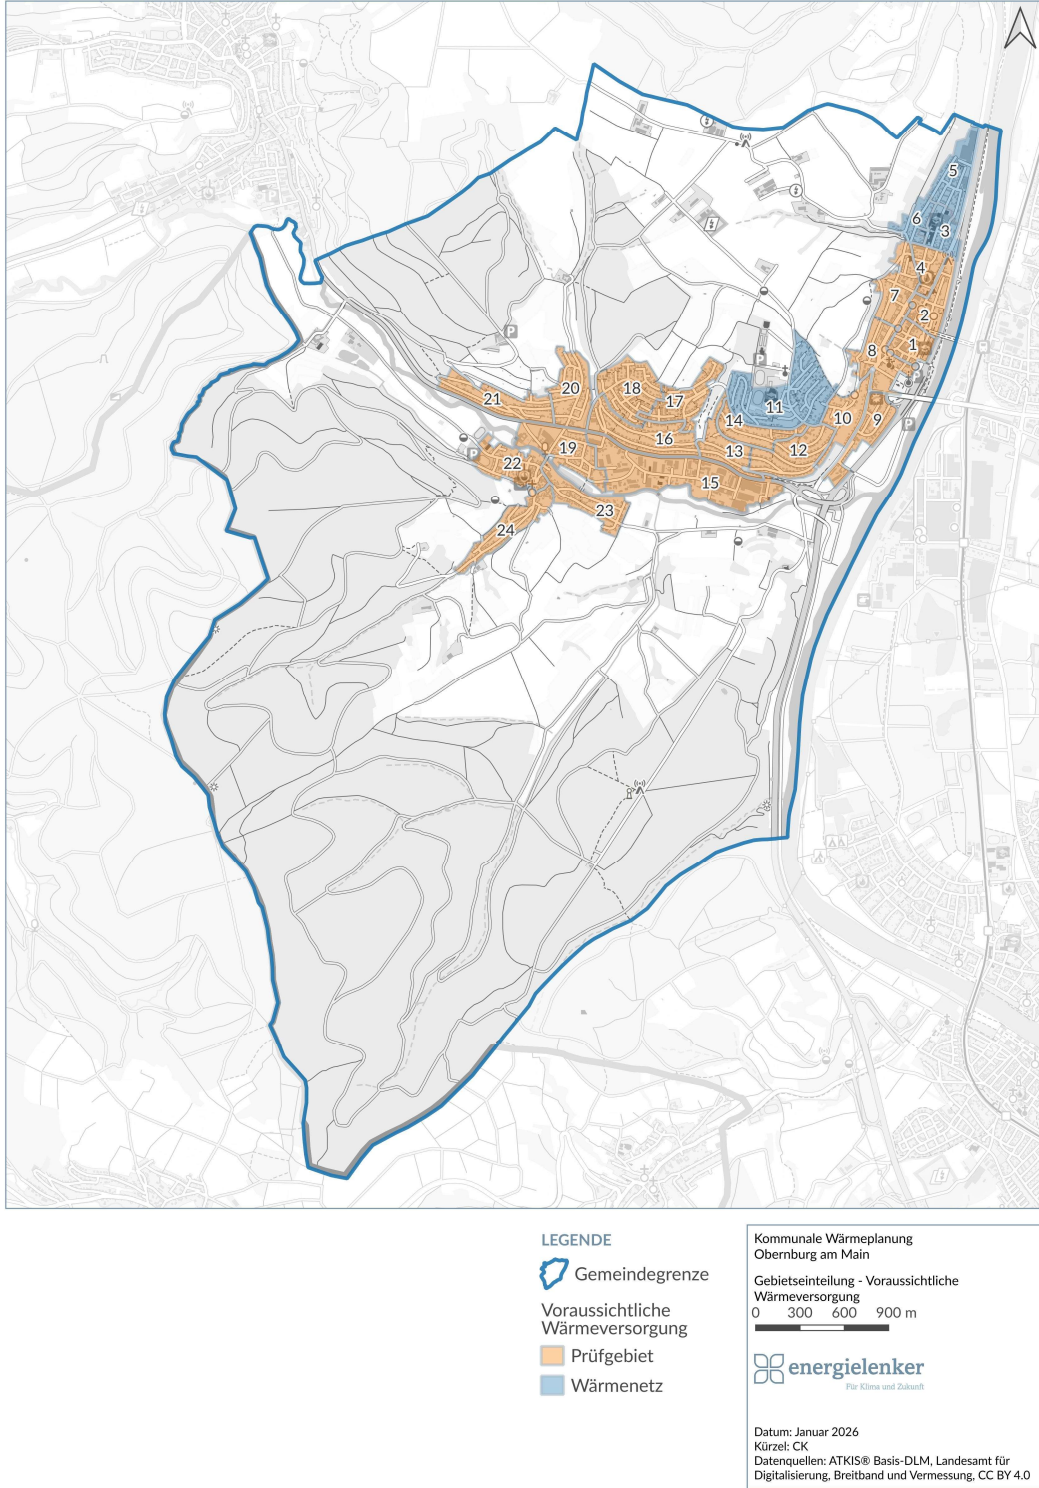 5
6
3
4
7
2
1
8
20
18
21
17
11
14
10
9
16
19
13
12
22
15
23
24
P
P
P
P
LEGENDE
Gemeindegrenze
Voraussichtliche
Wärmeversorgung
Prüfgebiet
Wärmenetz
Kommunale Wärmeplanung
Obernburg am Main
Gebietseinteilung - Voraussichtliche
Wärmeversorgung
0 300 600 900 m
energielenker
Für Klima und Zukunft
Datum: Januar 2026
Kürzel: CK
Datenquellen: ATKIS® Basis-DLM, Landesamt für
Digitalisierung, Breitband und Vermessung, CC BY 4.0